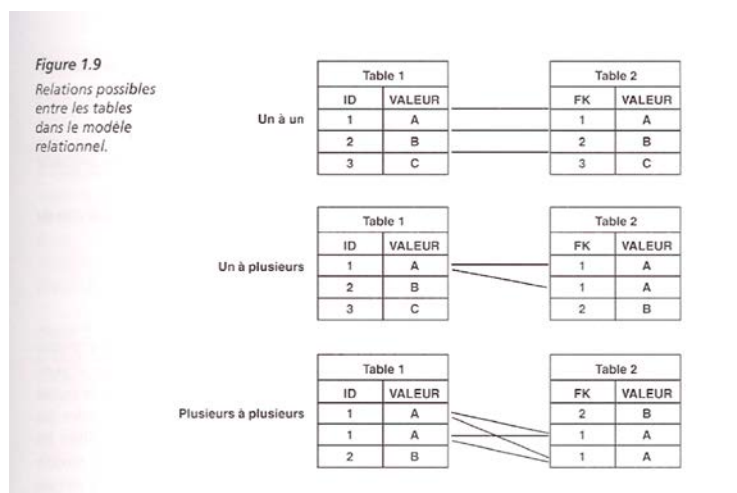 Figure 1.9
Relations possibles
entre les tables
dans le modèle
relationnel.
Un à un
Table 1
ID VALEUR
1 A
2 B
3 C
Table 2
FK VALEUR
1 A
2 B
3 C
Un à plusieurs
Table 1
ID VALEUR
1 A
2 B
3 C
Table 2
FK VALEUR
1 A
1 A
2 B
Plusieurs à plusieurs
Table 1
ID VALEUR
1 A
1 A
2 B
Table 2
FK VALEUR
2 B
1 A
1 A